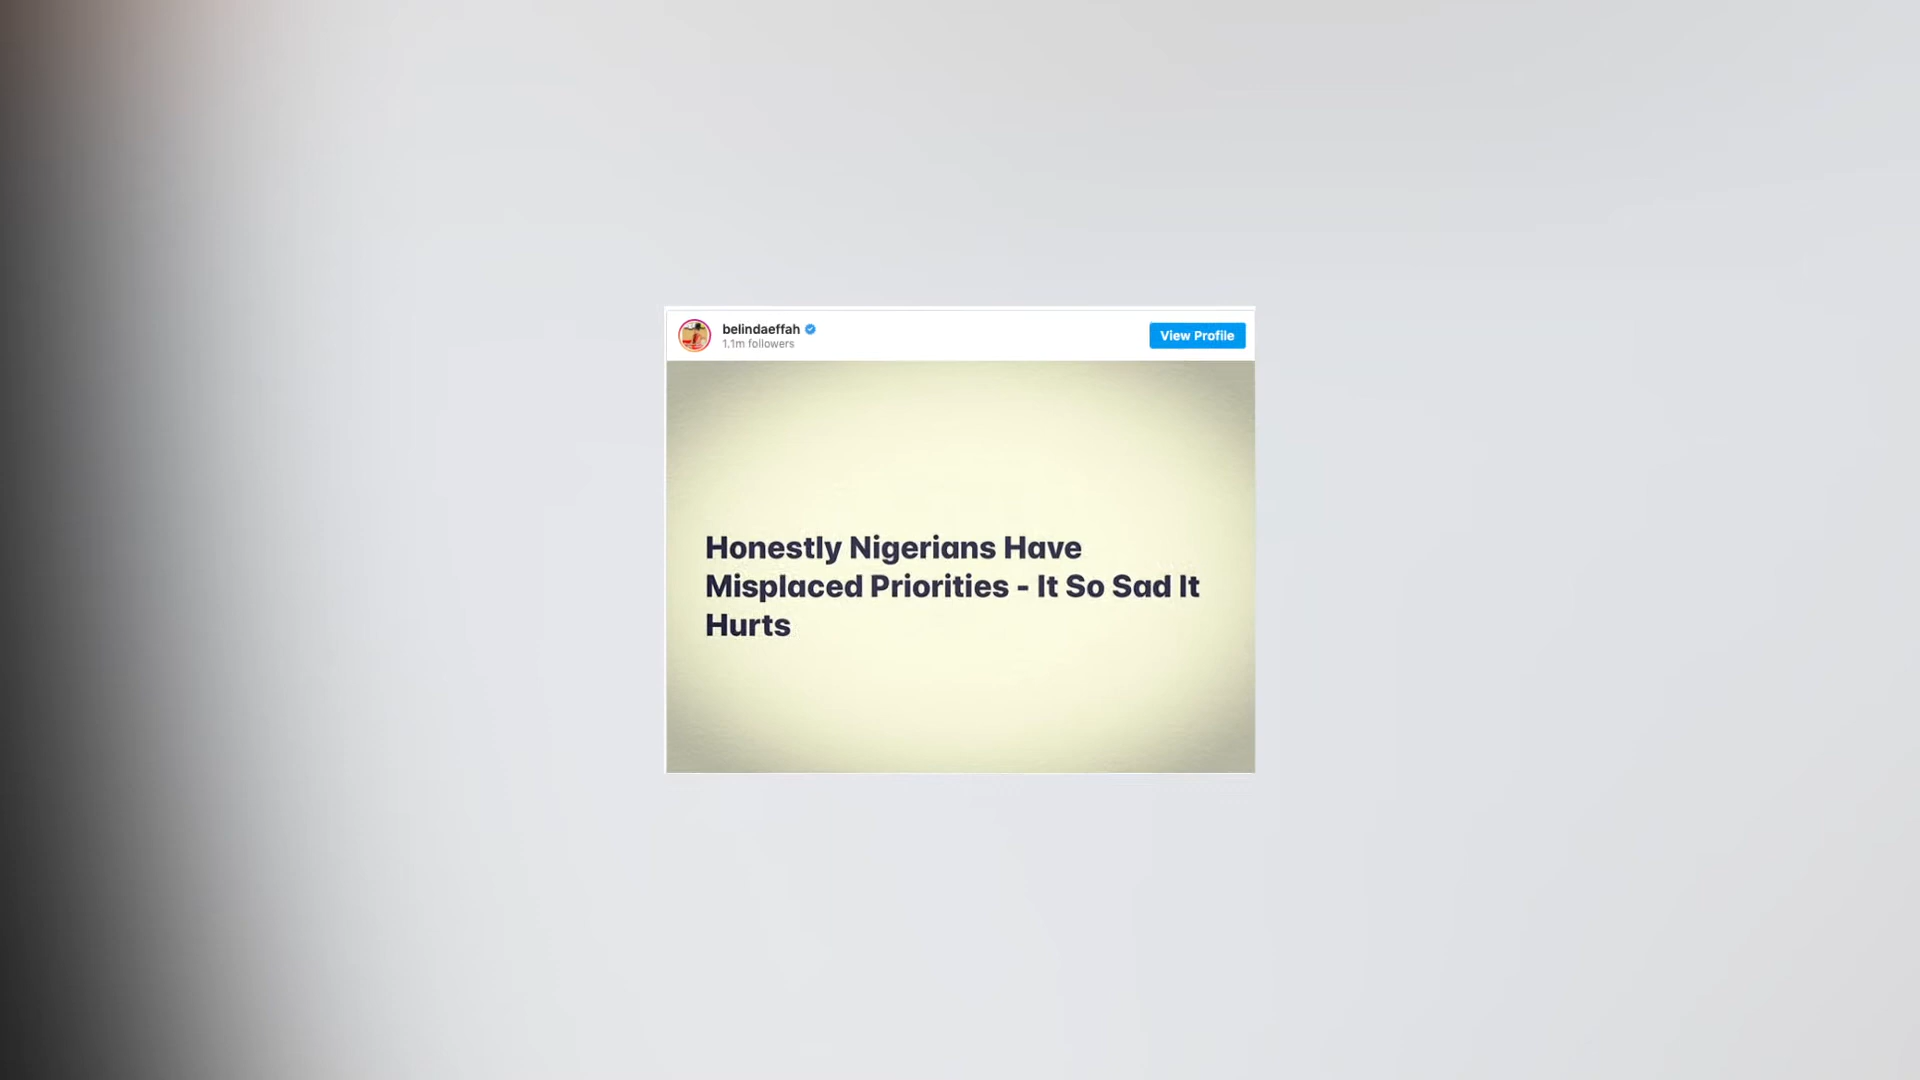 belindaeffah
1.1m followers
View Profile
Honestly Nigerians Have
Misplaced Priorities - It So Sad It
Hurts